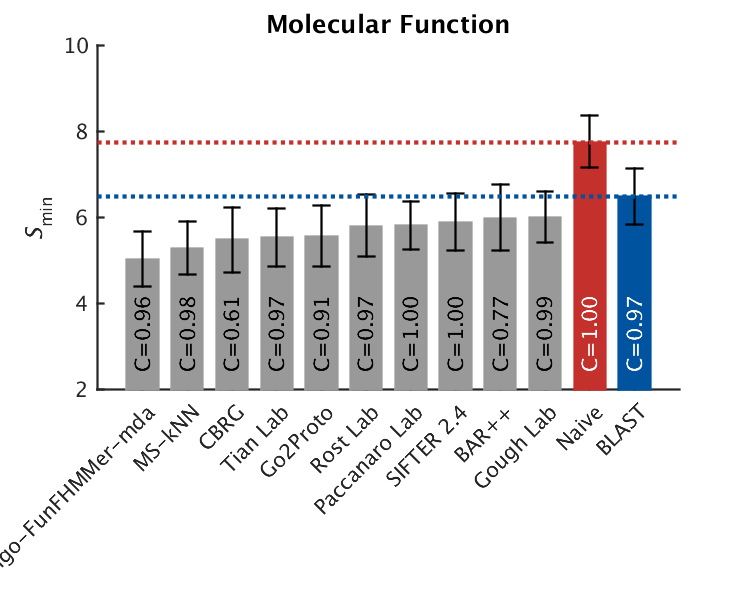 Molecular Function
10
8
6
4
2
Smin
C=0.96
C=0.98
C=0.61
C=0.97
C=0.91
C=0.97
C=1.00
C=1.00
C=0.77
C=0.99
C=1.00
C=0.97
go-FunFHMMer-mda
MS-kNN
CBRG
Tian Lab
Go2Proto
Rost Lab
Paccanaro Lab
SIFTER 2.4
BAR++
Gough Lab
Naive
BLAST